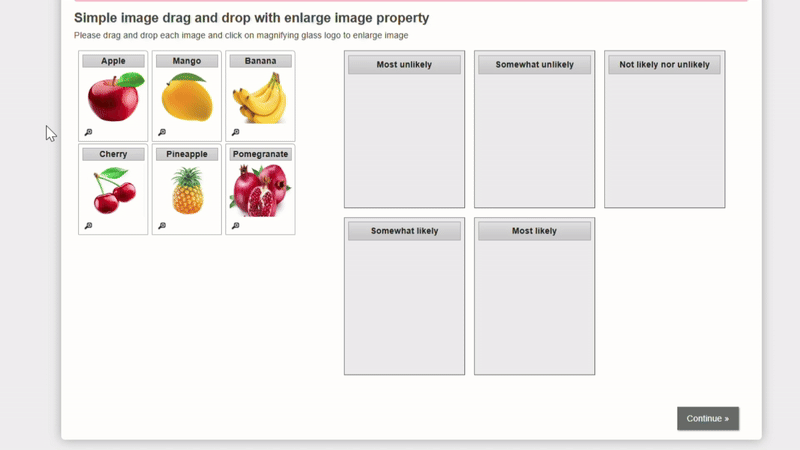 Simple image drag and drop with enlarge image property
Please drag and drop each image and click on magnifying glass logo to enlarge image
Apple
Mango
Banana
Cherry
Pineapple
Pomegranate
Most unlikely
Somewhat unlikely
Not likely nor unlikely
Somewhat likely
Most likely
Continue »